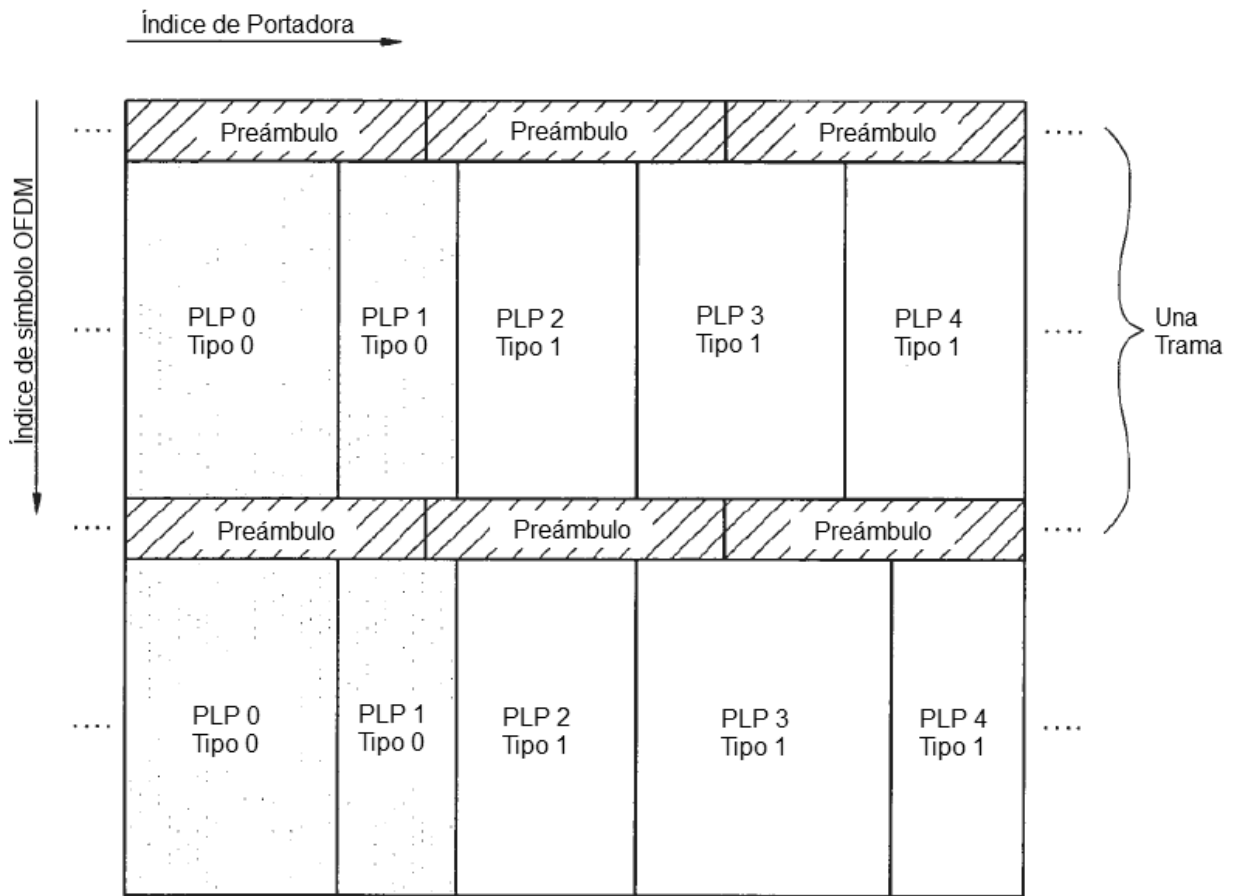 Índice de Portadora
Índice de símbolo OFDM
.... Preámbulo Preámbulo Preámbulo ....
.... PLP 0 PLP 1 PLP 2 PLP 3 PLP 4 ....
Tipo 0 Tipo 0 Tipo 1 Tipo 1 Tipo 1
Una
Trama
.... Preámbulo Preámbulo Preámbulo ....
.... PLP 0 PLP 1 PLP 2 PLP 3 PLP 4 ....
Tipo 0 Tipo 0 Tipo 1 Tipo 1 Tipo 1